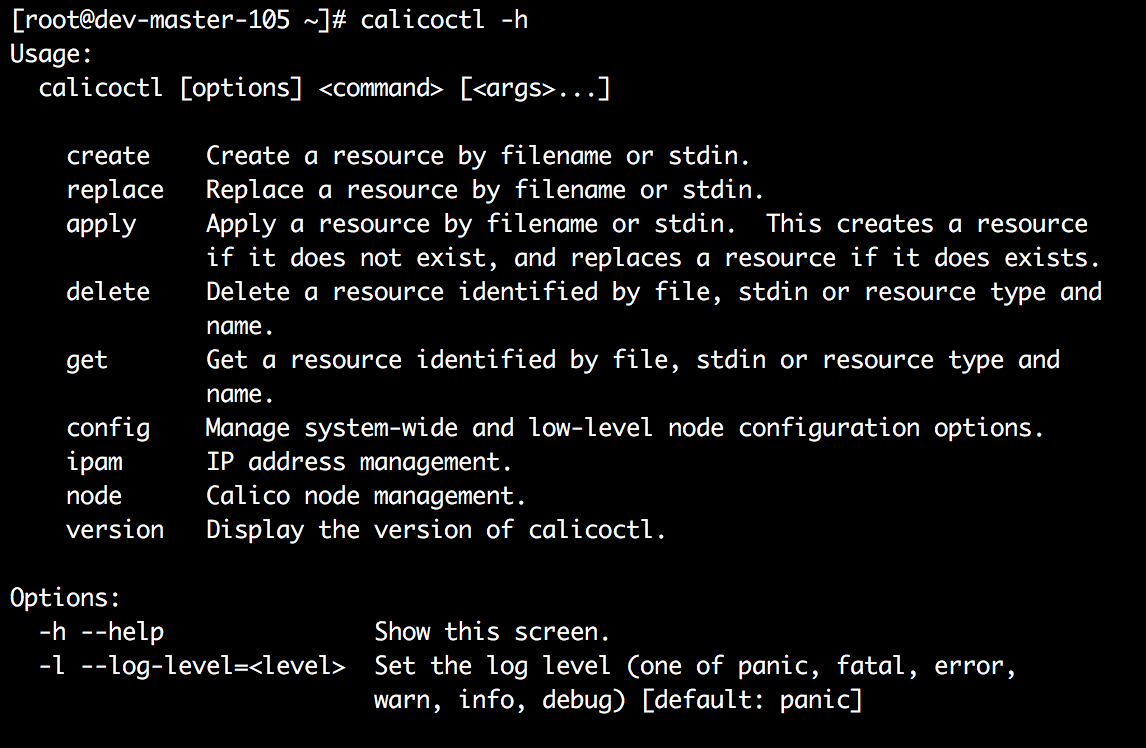 [root@dev-master-105 ~]# calicoctl -h
Usage:
  calicoctl [options] <command> [<args>...]

    create    Create a resource by filename or stdin.
    replace   Replace a resource by filename or stdin.
    apply     Apply a resource by filename or stdin.  This creates a resource
              if it does not exist, and replaces a resource if it does exists.
    delete    Delete a resource identified by file, stdin or resource type and
              name.
    get       Get a resource identified by file, stdin or resource type and
              name.
    config    Manage system-wide and low-level node configuration options.
    ipam      IP address management.
    node      Calico node management.
    version   Display the version of calicoctl.

Options:
  -h --help               Show this screen.
  -l --log-level=<level>  Set the log level (one of panic, fatal, error,
                          warn, info, debug) [default: panic]